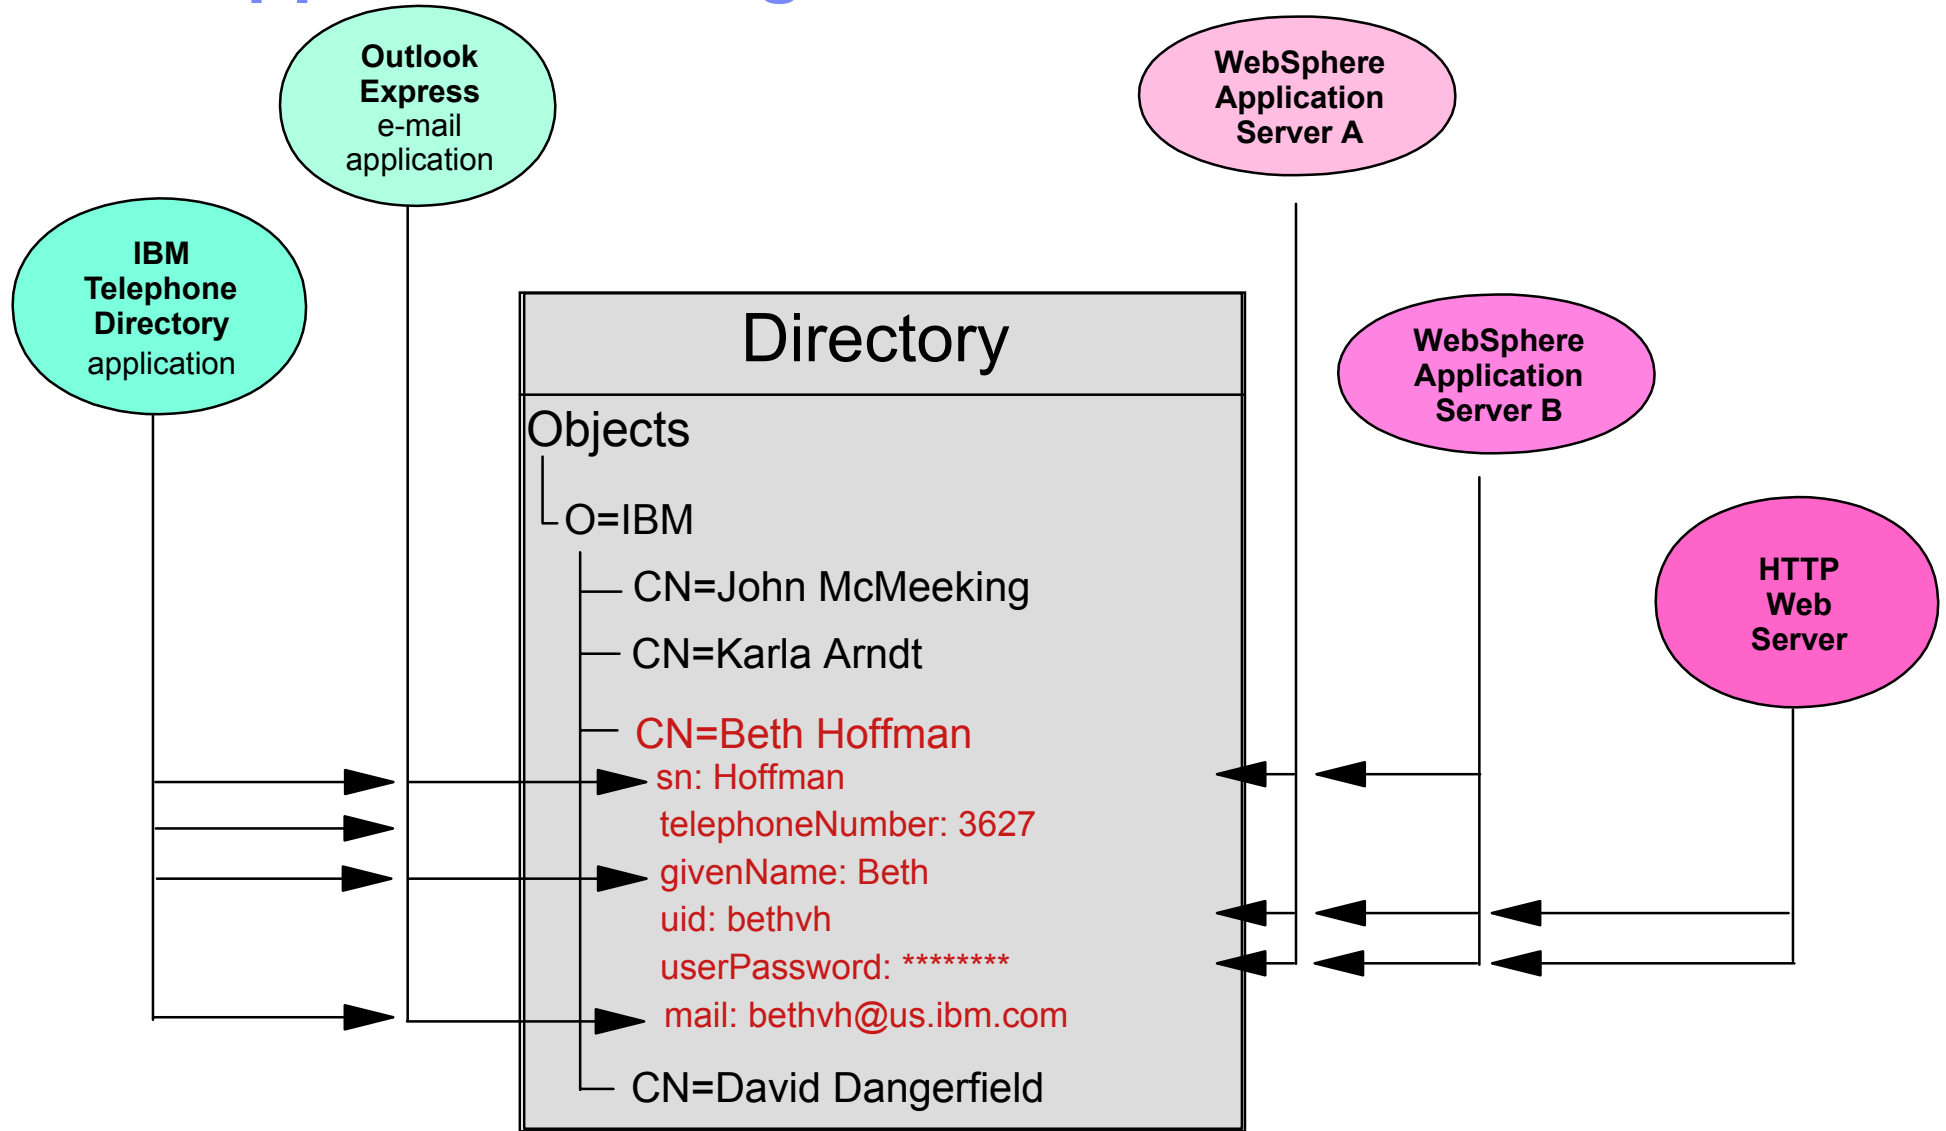 Outlook
Express
e-mail
application
WebSphere
Application
Server A
IBM
Telephone
Directory
application
Directory
WebSphere
Application
Server B
Objects
O=IBM
HTTP
Web
Server
CN=John McMeeking
CN=Karla Arndt
CN=Beth Hoffman
sn: Hoffman
telephoneNumber: 3627
givenName: Beth
uid: bethvh
userPassword: ********
mail: bethvh@us.ibm.com
CN=David Dangerfield